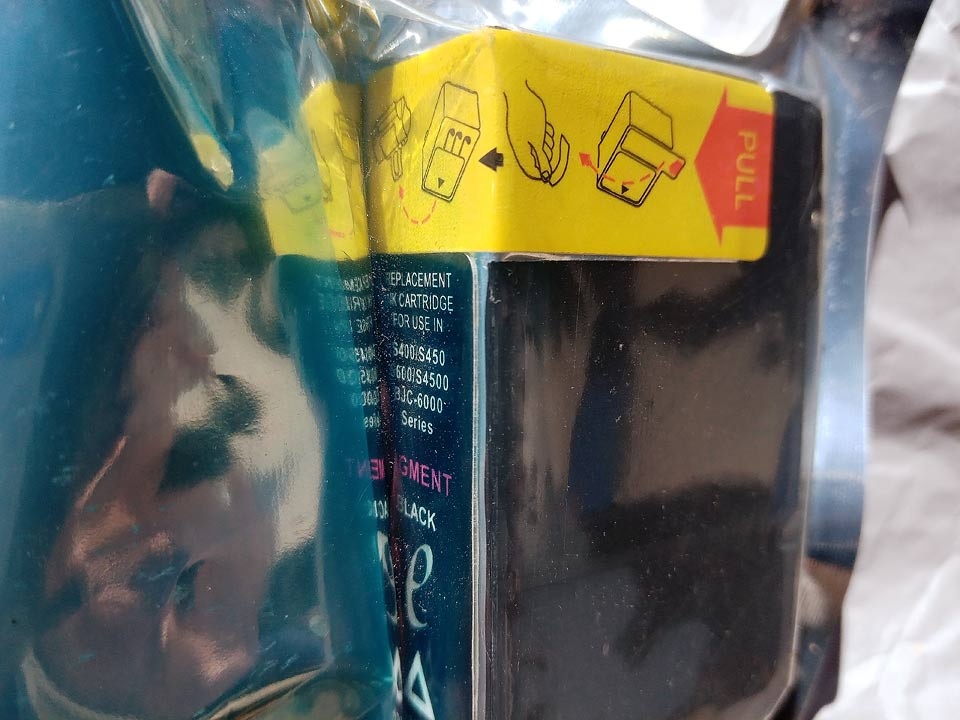 PULL
EPLACEMENT
K CARTRIDGE
FOR USE IN
S400/S450
600/S4500
BJC-6000
Series
GMENT
BLACK